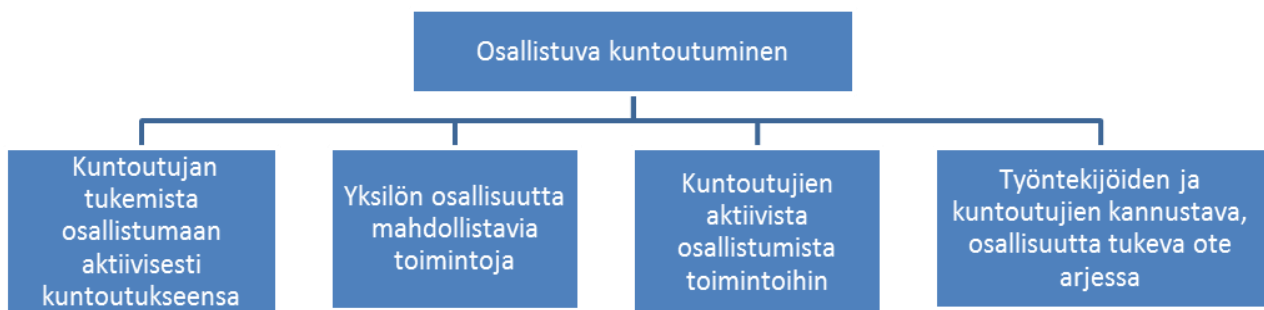 Osallistuva kuntoutuminen
Kuntoutujan
tukemista
osallistumaan
aktiivisesti
kuntoutukseensa
Yksilön osallisuutta
mahdollistavia
toimintoja
Kuntoutujien
aktiivista
osallistumista
toimintoihin
Työntekijöiden ja
kuntoutujien kannustava,
osallisuutta tukeva ote
arjessa